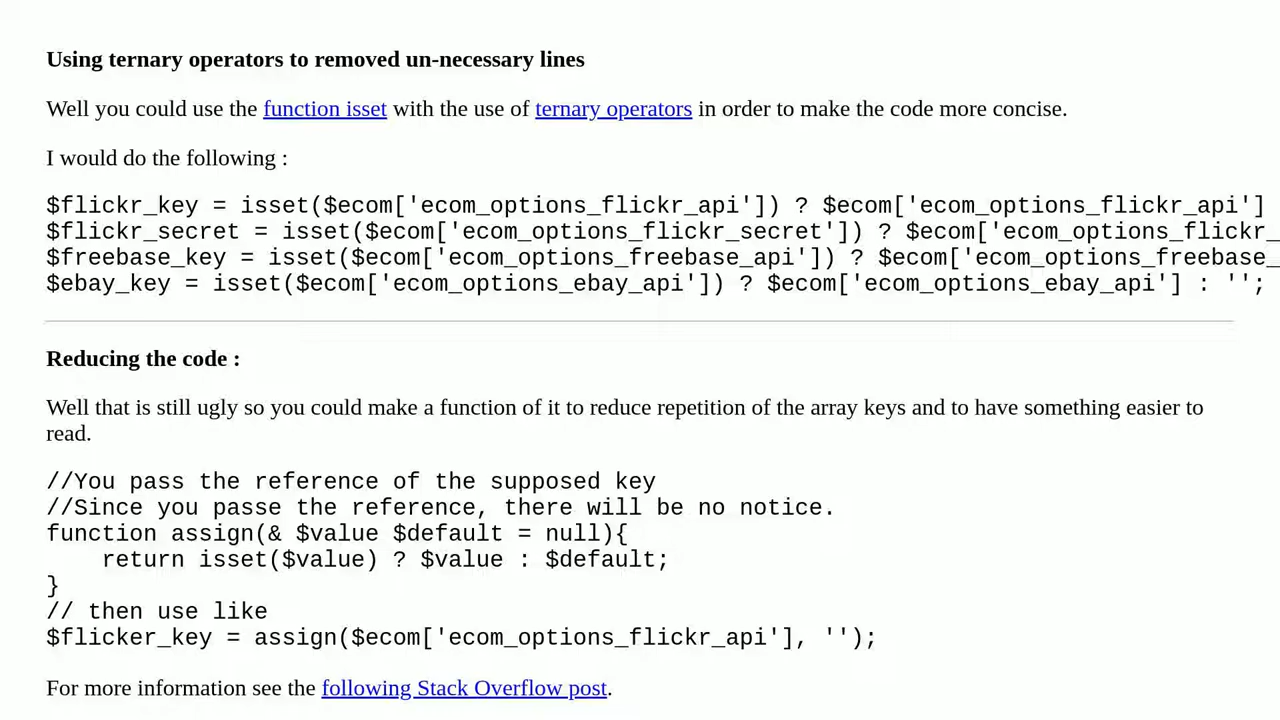 Using ternary operators to removed un-necessary lines
Well you could use the function isset with the use of ternary operators in order to make the code more concise.
I would do the following :
$flickr_key = isset($ecom['ecom_options_flickr_api']) ? $ecom['ecom_options_flickr_api']
$flickr_secret = isset($ecom['ecom_options_flickr_secret']) ? $ecom['ecom_options_flickr_
$freebase_key = isset($ecom['ecom_options_freebase_api']) ? $ecom['ecom_options_freebase_
$ebay_key = isset($ecom['ecom_options_ebay_api']) ? $ecom['ecom_options_ebay_api'] : '';
Reducing the code :
Well that is still ugly so you could make a function of it to reduce repetition of the array keys and to have something easier to
read.
//You pass the reference of the supposed key
//Since you passe the reference, there will be no notice.
function assign(& $value $default = null){
    return isset($value) ? $value : $default;
}
// then use like
$flicker_key = assign($ecom['ecom_options_flickr_api'], '');
For more information see the following Stack Overflow post.